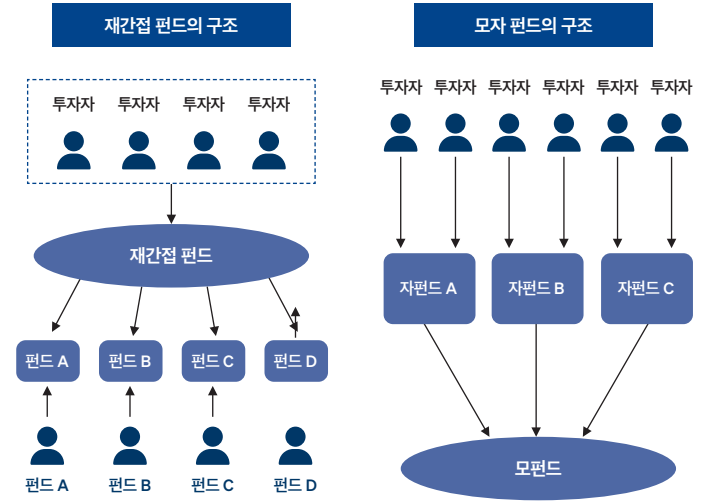 재간접 펀드의 구조
투자자 투자자 투자자 투자자
재간접 펀드
펀드 A 펀드 B 펀드 C 펀드 D
펀드 A 펀드 B 펀드 C 펀드 D
모자 펀드의 구조
투자자 투자자 투자자 투자자 투자자 투자자
자펀드 A 자펀드 B 자펀드 C
모펀드